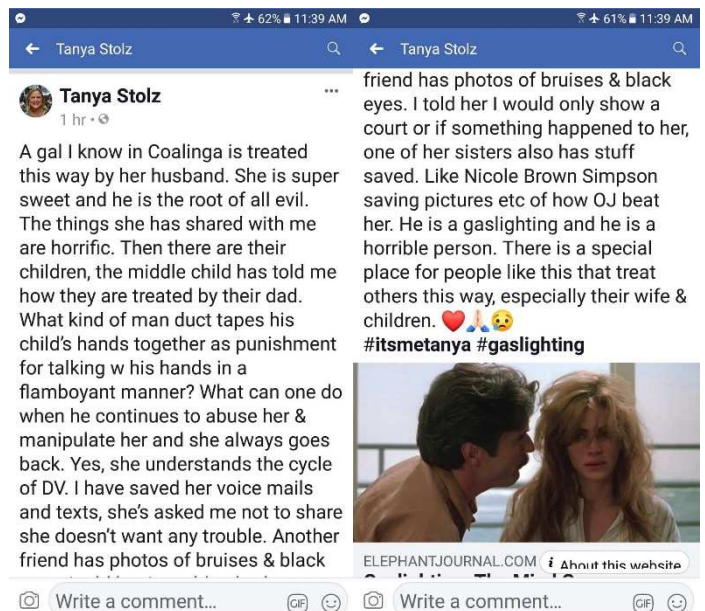 62% 11:39 AM
Tanya Stolz
Tanya Stolz
1 hr
A gal I know in Coalinga is treated
this way by her husband. She is super
sweet and he is the root of all evil.
The things she has shared with me
are horrific. Then there are their
children, the middle child has told me
how they are treated by their dad.
What kind of man duct tapes his
child's hands together as punishment
for talking w his hands in a
flamboyant manner? What can one do
when he continues to abuse her &
manipulate her and she always goes
back. Yes, she understands the cycle
of DV. I have saved her voice mails
and texts, she's asked me not to share
she doesn't want any trouble. Another
friend has photos of bruises & black
Write a comment...
GIF
61% 11:39 AM
Tanya Stolz
friend has photos of bruises & black
eyes. I told her I would only show a
court or if something happened to her,
one of her sisters also has stuff
saved. Like Nicole Brown Simpson
saving pictures etc of how OJ beat
her. He is a gaslighting and he is a
horrible person. There is a special
place for people like this that treat
others this way, especially their wife &
children. ❤️🙏🏻😥
#itsmetanya #gaslighting
ELEPHANTJOURNAL.COM
i About this website
Write a comment...
GIF